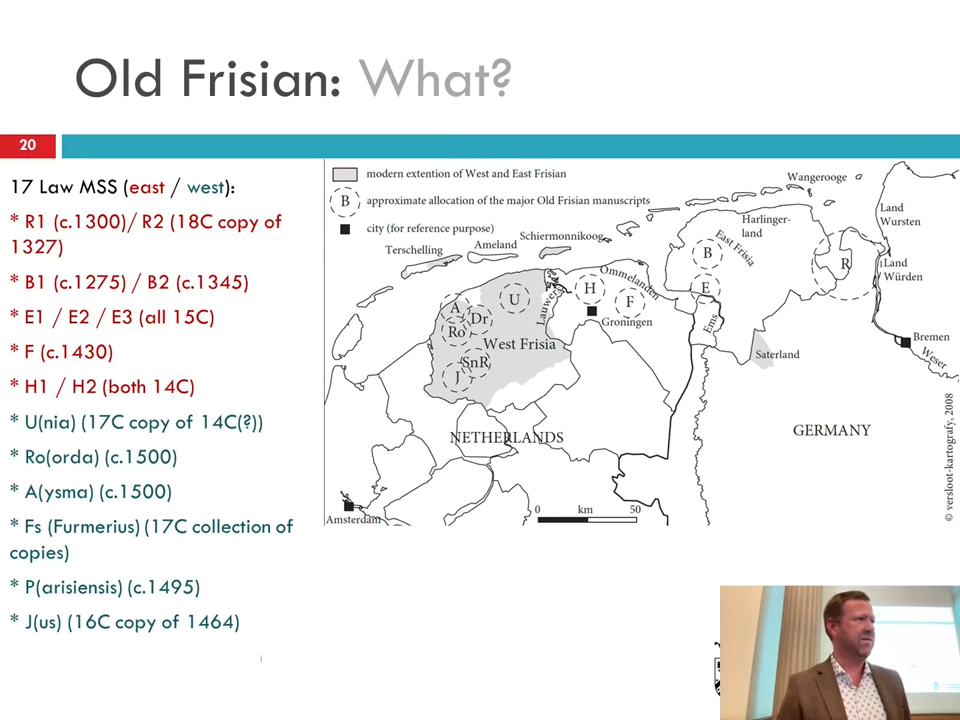 Old Frisian: What?
20
17 Law MSS (east / west):
* R1 (c.1300)/ R2 (18C copy of
1327)
* B1 (c.1275) / B2 (c.1345)
* E1 / E2 / E3 (all 15C)
* F (c.1430)
* H1 / H2 (both 14C)
* U(nia) (17C copy of 14C(?))
* Ro(orda) (c.1500)
* A(ysma) (c.1500)
* Fs (Furmerius) (17C collection of
copies)
* P(arisiensis) (c.1495)
* J(us) (16C copy of 1464)
modern extention of West and East Frisian
B approximate allocation of the major Old Frisian manuscripts
city (for reference purpose)
Wangerooge
Land
Wursten
Harlinger-
land
East Frisia
Schiermonnikoog
Ameland
Terschelling
B
R
Land
Würden
Ommelanden
H
F
E
U
A
Dr
Ro
Lauwers
Groningen
Ems
West Frisia
SnR
J
Saterland
Bremen
Weser
NETHERLANDS
GERMANY
Amsterdam
0 km 50
© versloot-kartografy, 2008